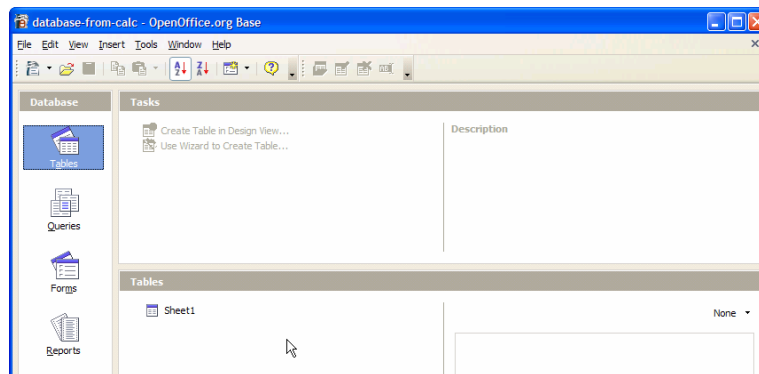 database-from-calc - OpenOffice.org Base
File Edit View Insert Tools Window Help
Database
Tasks
Create Table in Design View...
Use Wizard to Create Table...
Description
Tables
Queries
Forms
Reports
Tables
Sheet1
None